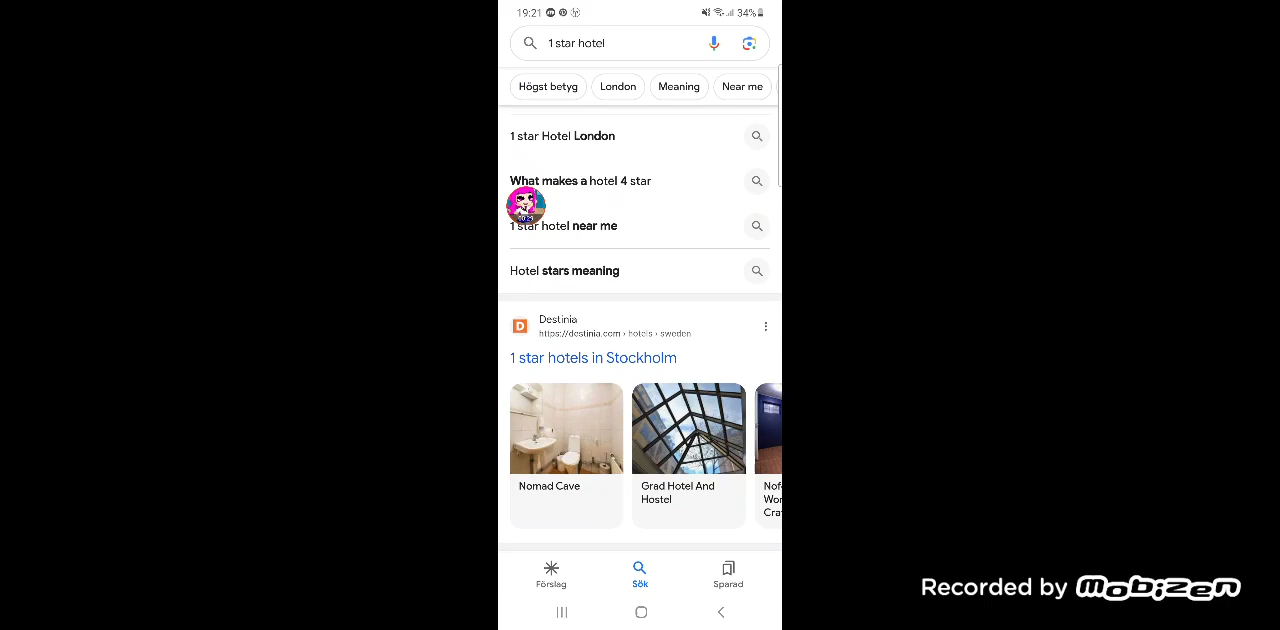 19:21
34%
1 star hotel
Högst betyg London Meaning Near me
1 star Hotel London
What makes a hotel 4 star
00:29
1 star hotel near me
Hotel stars meaning
D
Destinia
https://destinia.com › hotels › sweden
1 star hotels in Stockholm
Nomad Cave
Grad Hotel And
Hostel
Förslag
Sök
Sparad
Recorded by mobizen